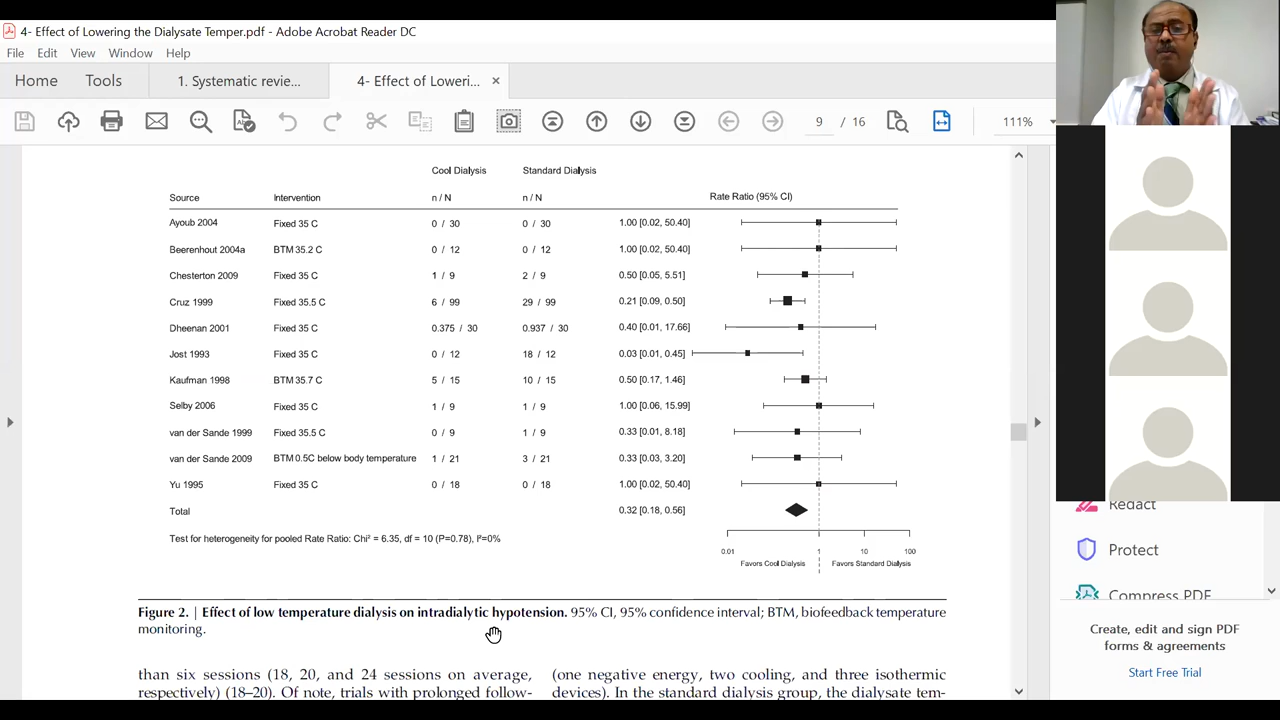 4- Effect of Lowering the Dialysate Temper.pdf - Adobe Acrobat Reader DC
File Edit View Window Help
Home Tools 1. Systematic revie... 4- Effect of Loweri... ×
9 / 16 111%
Cool Dialysis Standard Dialysis
Source Intervention n / N n / N Rate Ratio (95% CI)
Ayoub 2004 Fixed 35 C 0 / 30 0 / 30 1.00 [0.02, 50.40]
Beerenhout 2004a BTM 35.2 C 0 / 12 0 / 12 1.00 [0.02, 50.40]
Chesterton 2009 Fixed 35 C 1 / 9 2 / 9 0.50 [0.05, 5.51]
Cruz 1999 Fixed 35.5 C 6 / 99 29 / 99 0.21 [0.09, 0.50]
Dheenan 2001 Fixed 35 C 0.375 / 30 0.937 / 30 0.40 [0.01, 17.66]
Jost 1993 Fixed 35 C 0 / 12 18 / 12 0.03 [0.01, 0.45]
Kaufman 1998 BTM 35.7 C 5 / 15 10 / 15 0.50 [0.17, 1.46]
Selby 2006 Fixed 35 C 1 / 9 1 / 9 1.00 [0.06, 15.99]
van der Sande 1999 Fixed 35.5 C 0 / 9 1 / 9 0.33 [0.01, 8.18]
van der Sande 2009 BTM 0.5C below body temperature 1 / 21 3 / 21 0.33 [0.03, 3.20]
Yu 1995 Fixed 35 C 0 / 18 0 / 18 1.00 [0.02, 50.40]
Total 0.32 [0.18, 0.56]
Test for heterogeneity for pooled Rate Ratio: Chi² = 6.35, df = 10 (P=0.78), I²=0%
0.01 1 10 100
Favors Cool Dialysis Favors Standard Dialysis
Figure 2. | Effect of low temperature dialysis on intradialytic hypotension. 95% CI, 95% confidence interval; BTM, biofeedback temperature
monitoring.
than six sessions (18, 20, and 24 sessions on average,
respectively) (18–20). Of note, trials with prolonged follow-
(one negative energy, two cooling, and three isothermic
devices). In the standard dialysis group, the dialysate tem-
Redact
Protect
Compress PDF
Create, edit and sign PDF
forms & agreements
Start Free Trial